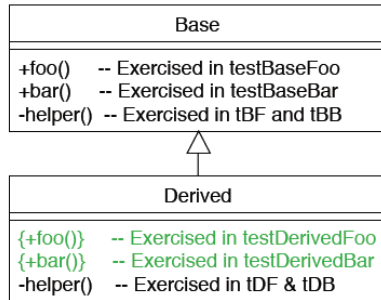 Base
+foo() -- Exercised in testBaseFoo
+bar() -- Exercised in testBaseBar
-helper() -- Exercised in tBF and tBB
Derived
{+foo()} -- Exercised in testDerivedFoo
{+bar()} -- Exercised in testDerivedBar
-helper() -- Exercised in tDF & tDB